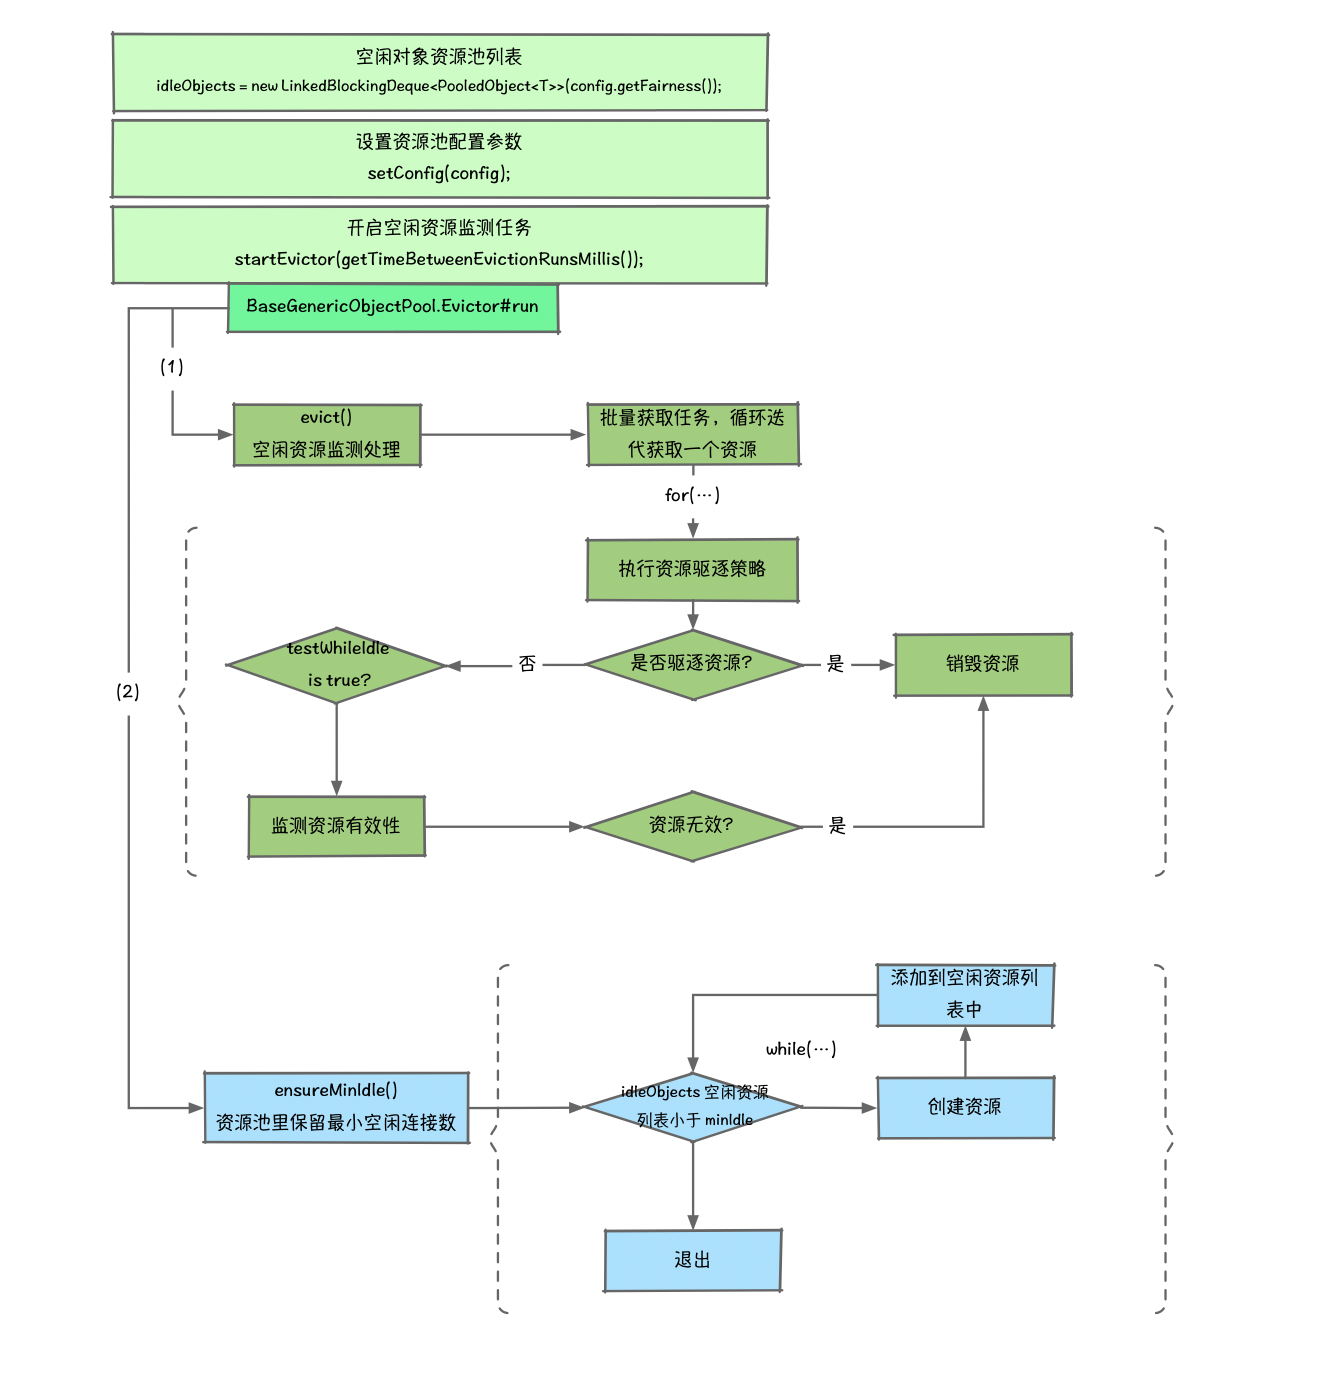 空闲对象资源池列表
idleObjects = new LinkedBlockingDeque<PooledObject<T>>(config.getFairness());
设置资源池配置参数
setConfig(config);
开启空闲资源监测任务
startEvictor(getTimeBetweenEvictionRunsMillis());
BaseGenericObjectPool.Evictor#run
(1)
evict()
空闲资源监测处理
批量获取任务，循环迭
代获取一个资源
for(…)
执行资源驱逐策略
testWhileIdle
is true?
否
是否驱逐资源?
是
销毁资源
(2)
监测资源有效性
资源无效?
是
添加到空闲资源列
表中
while(…)
ensureMinIdle()
资源池里保留最小空闲连接数
idleObjects 空闲资源
列表小于 minIdle
创建资源
退出